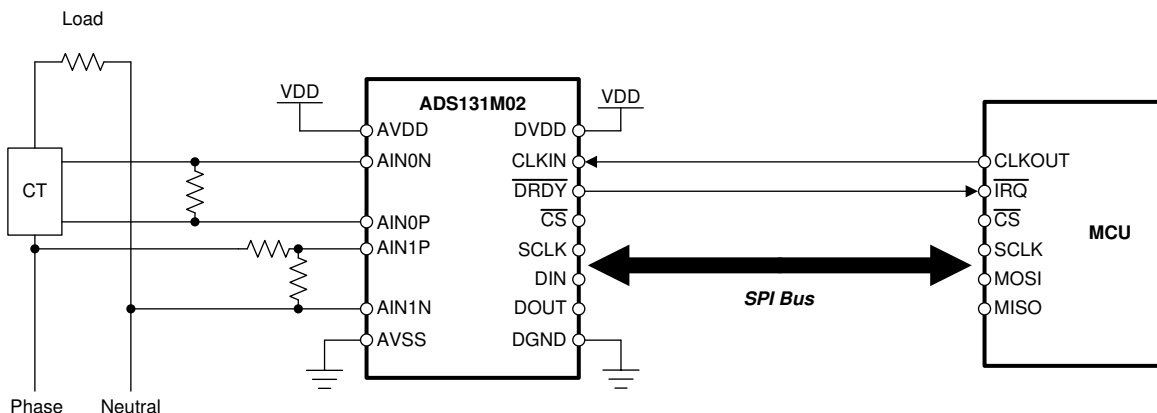 Load
VDD
ADS131M02
VDD
AVDD
DVDD
AIN0N
CLKIN
CLKOUT
DRDY
IRQ
CT
AIN0P
CS
CS
MCU
AIN1P
SCLK
SCLK
DIN
MOSI
SPI Bus
AIN1N
DOUT
MISO
AVSS
DGND
Phase
Neutral